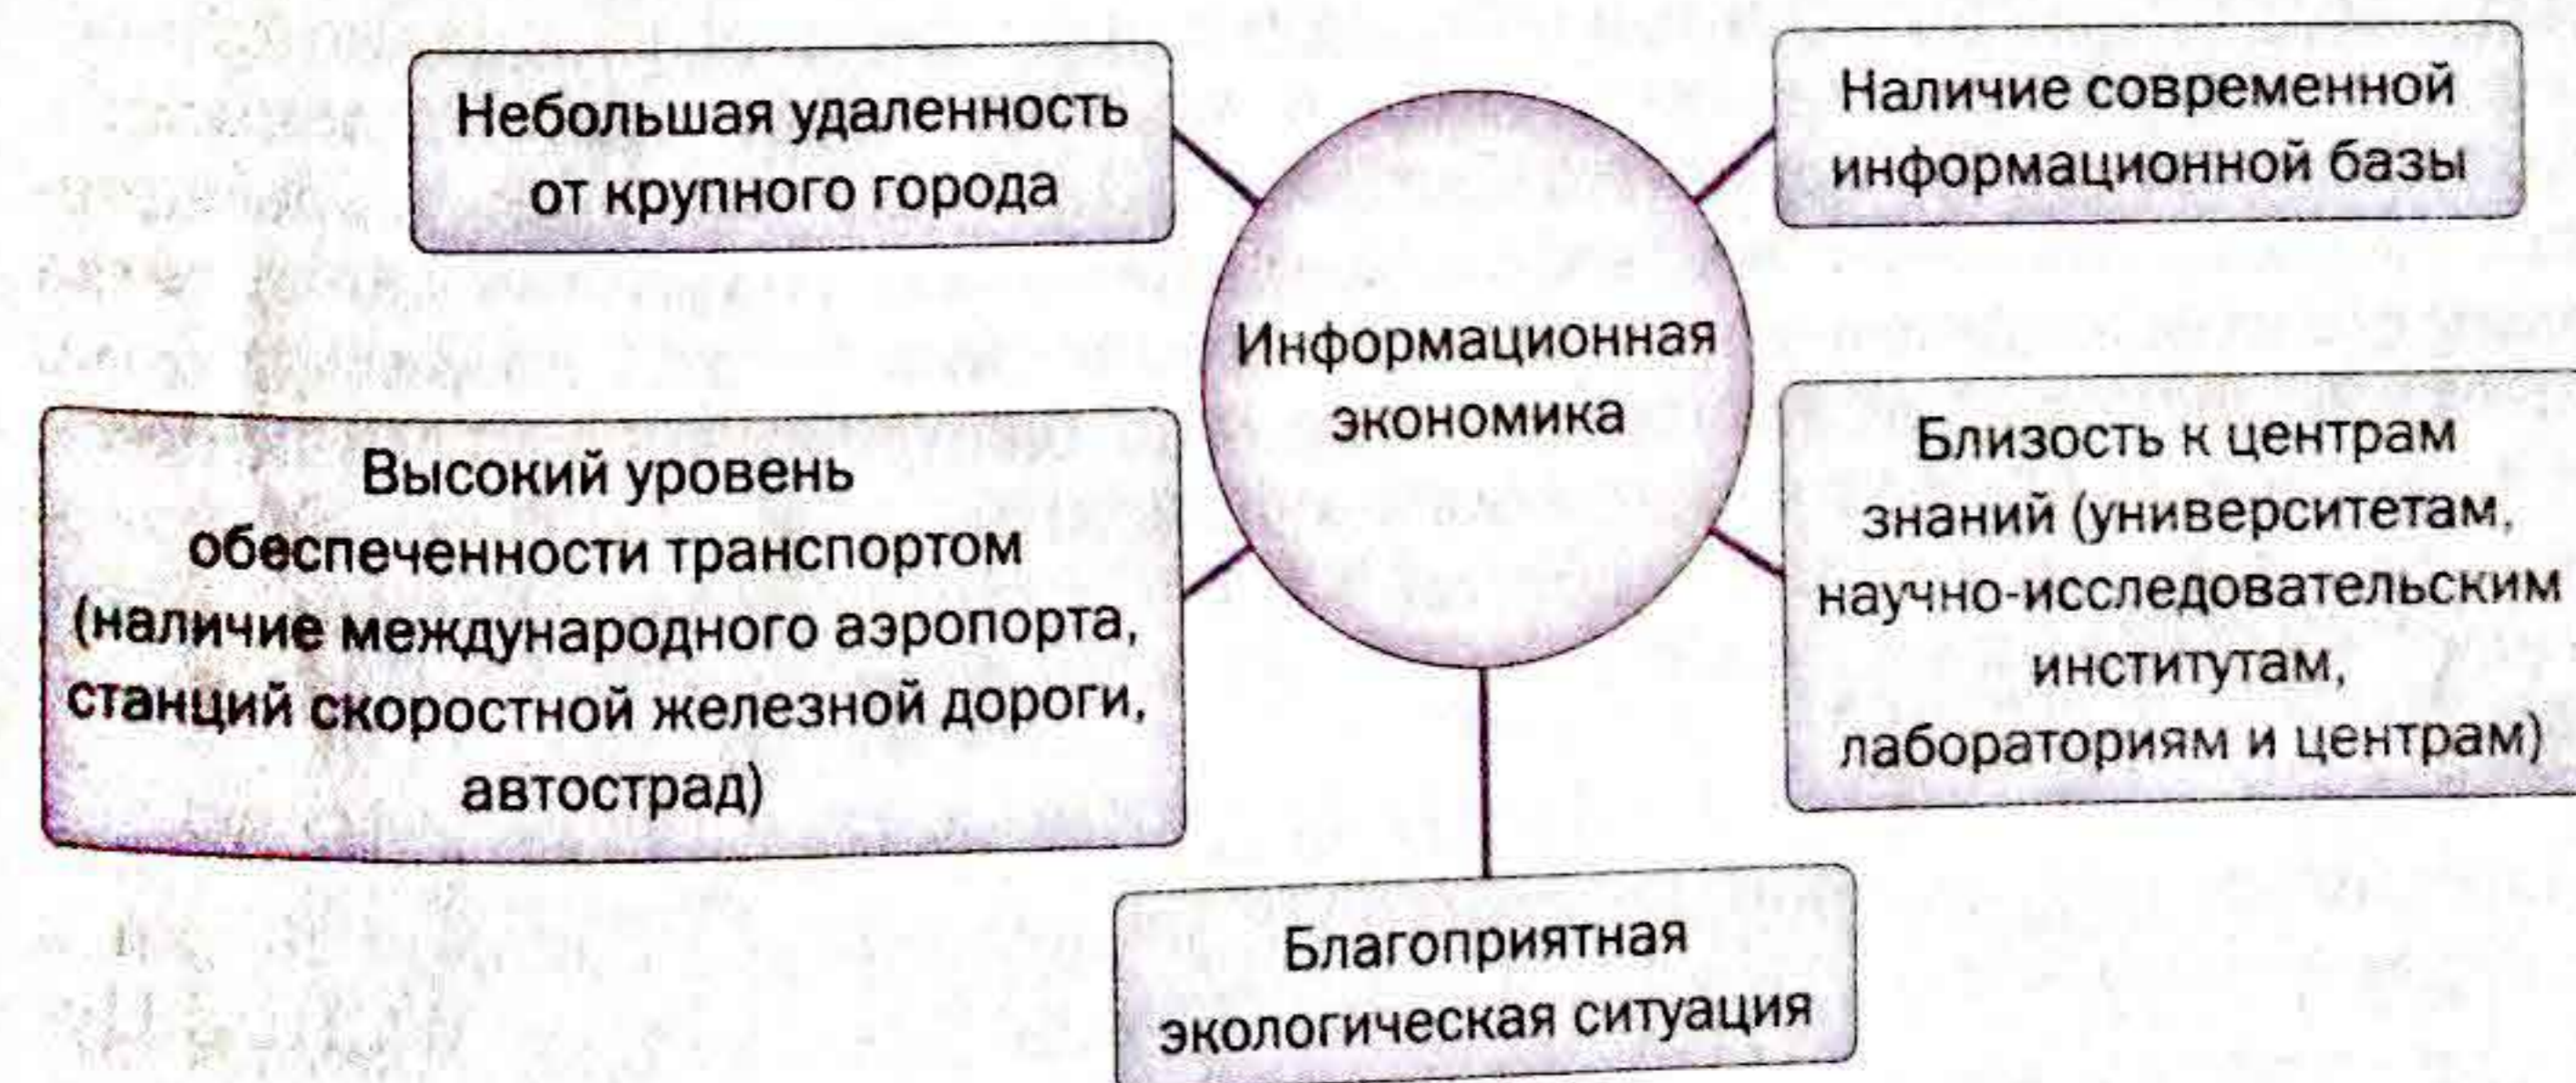 Небольшая удаленность
от крупного города
Наличие современной
информационной базы
Информационная
экономика
Высокий уровень
обеспеченности транспортом
(наличие международного аэропорта,
станций скоростной железной дороги,
автострад)
Близость к центрам
знаний (университетам,
научно-исследовательским
институтам,
лабораториям и центрам)
Благоприятная
экологическая ситуация